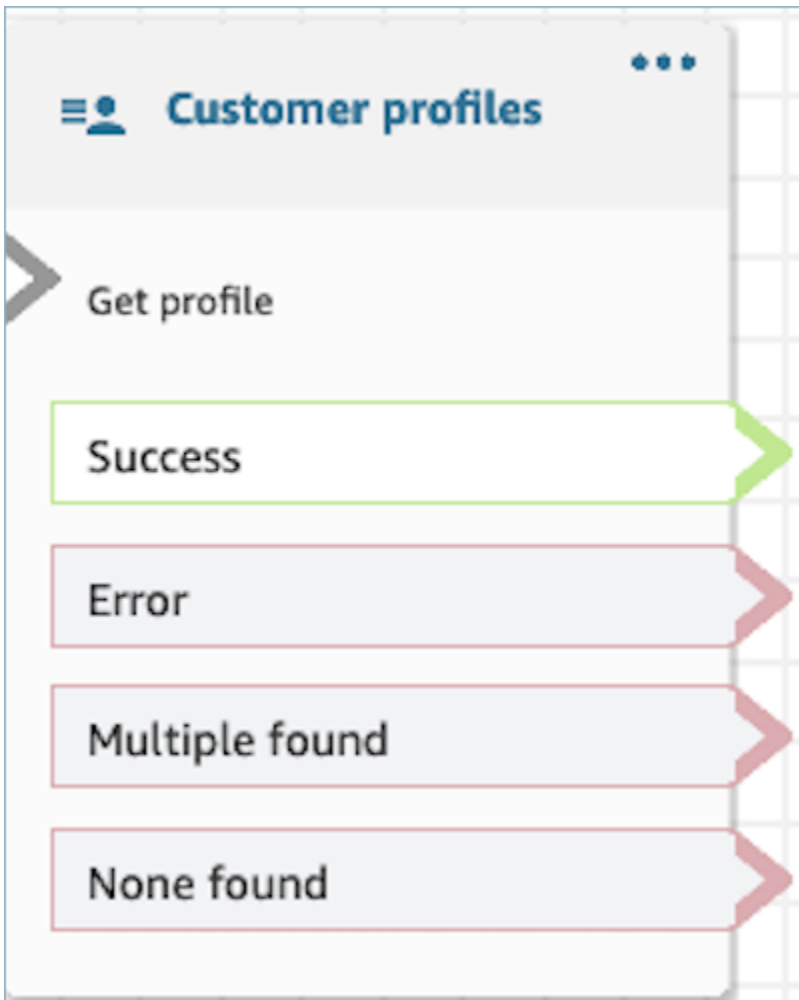 Customer profiles
Get profile
Success
Error
Multiple found
None found